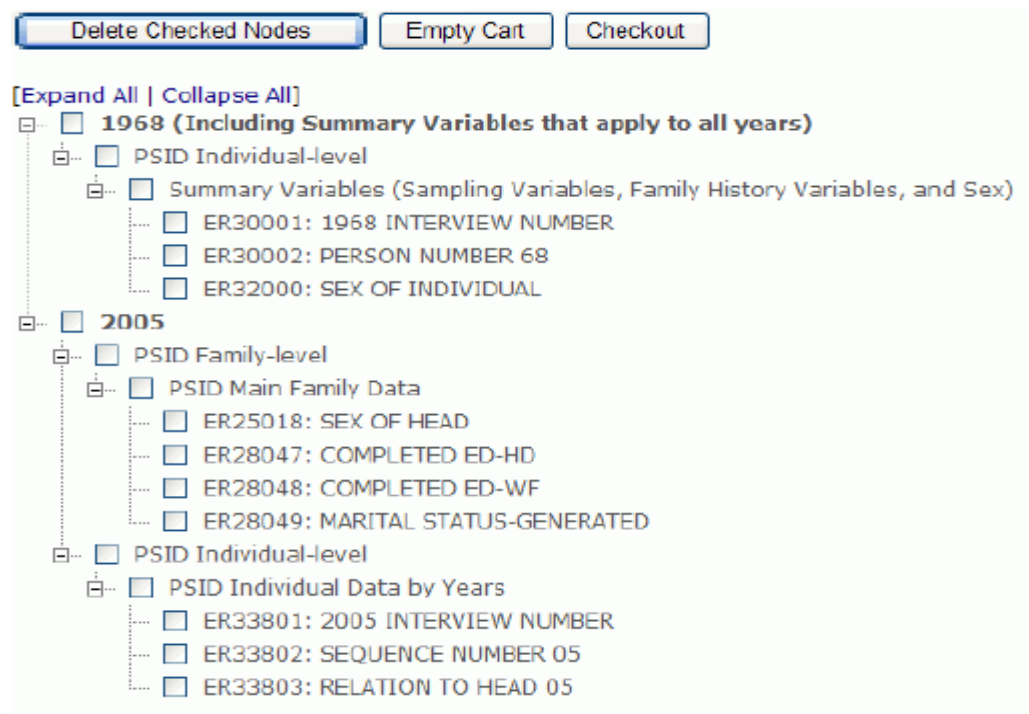 Delete Checked Nodes Empty Cart Checkout
[Expand All | Collapse All]
1968 (Including Summary Variables that apply to all years)
PSID Individual-level
Summary Variables (Sampling Variables, Family History Variables, and Sex)
ER30001: 1968 INTERVIEW NUMBER
ER30002: PERSON NUMBER 68
ER32000: SEX OF INDIVIDUAL
2005
PSID Family-level
PSID Main Family Data
ER25018: SEX OF HEAD
ER28047: COMPLETED ED-HD
ER28048: COMPLETED ED-WF
ER28049: MARITAL STATUS-GENERATED
PSID Individual-level
PSID Individual Data by Years
ER33801: 2005 INTERVIEW NUMBER
ER33802: SEQUENCE NUMBER 05
ER33803: RELATION TO HEAD 05